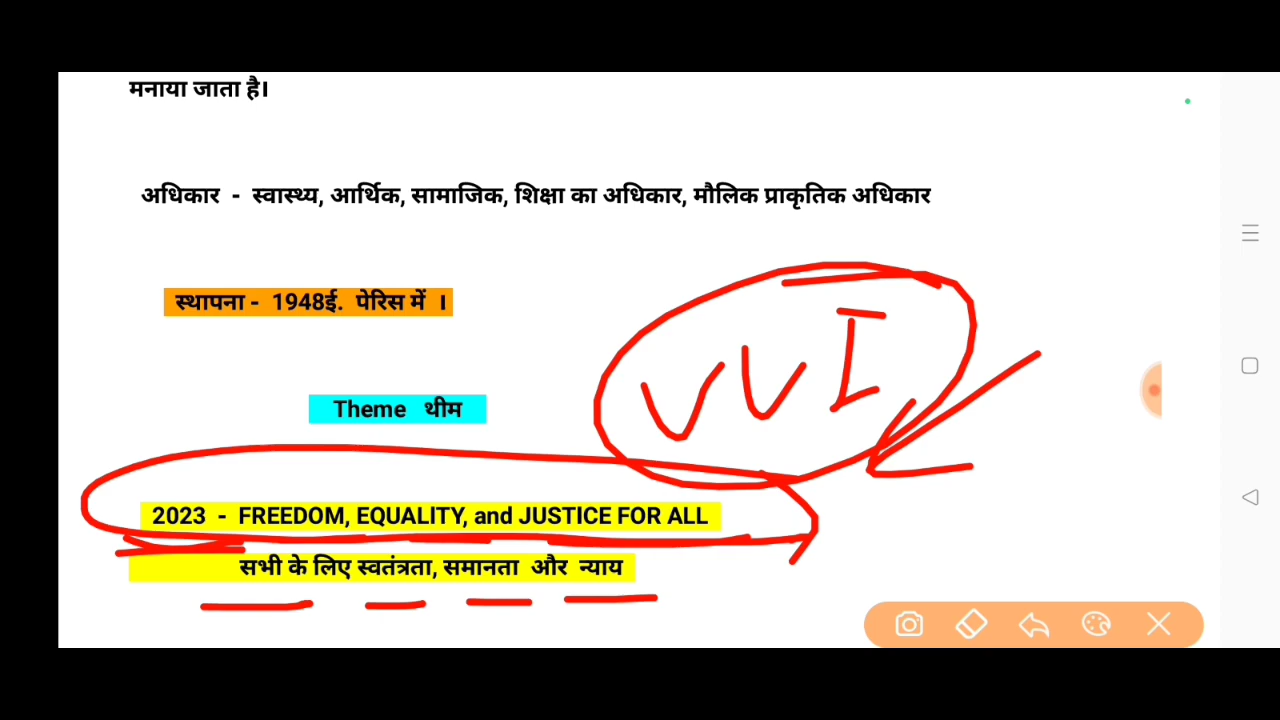 मनाया जाता है।
अधिकार - स्वास्थ्य, आर्थिक, सामाजिक, शिक्षा का अधिकार, मौलिक प्राकृतिक अधिकार
स्थापना - 1948ई. पेरिस में ।
VVI
Theme थीम
2023 - FREEDOM, EQUALITY, and JUSTICE FOR ALL
सभी के लिए स्वतंत्रता, समानता और न्याय